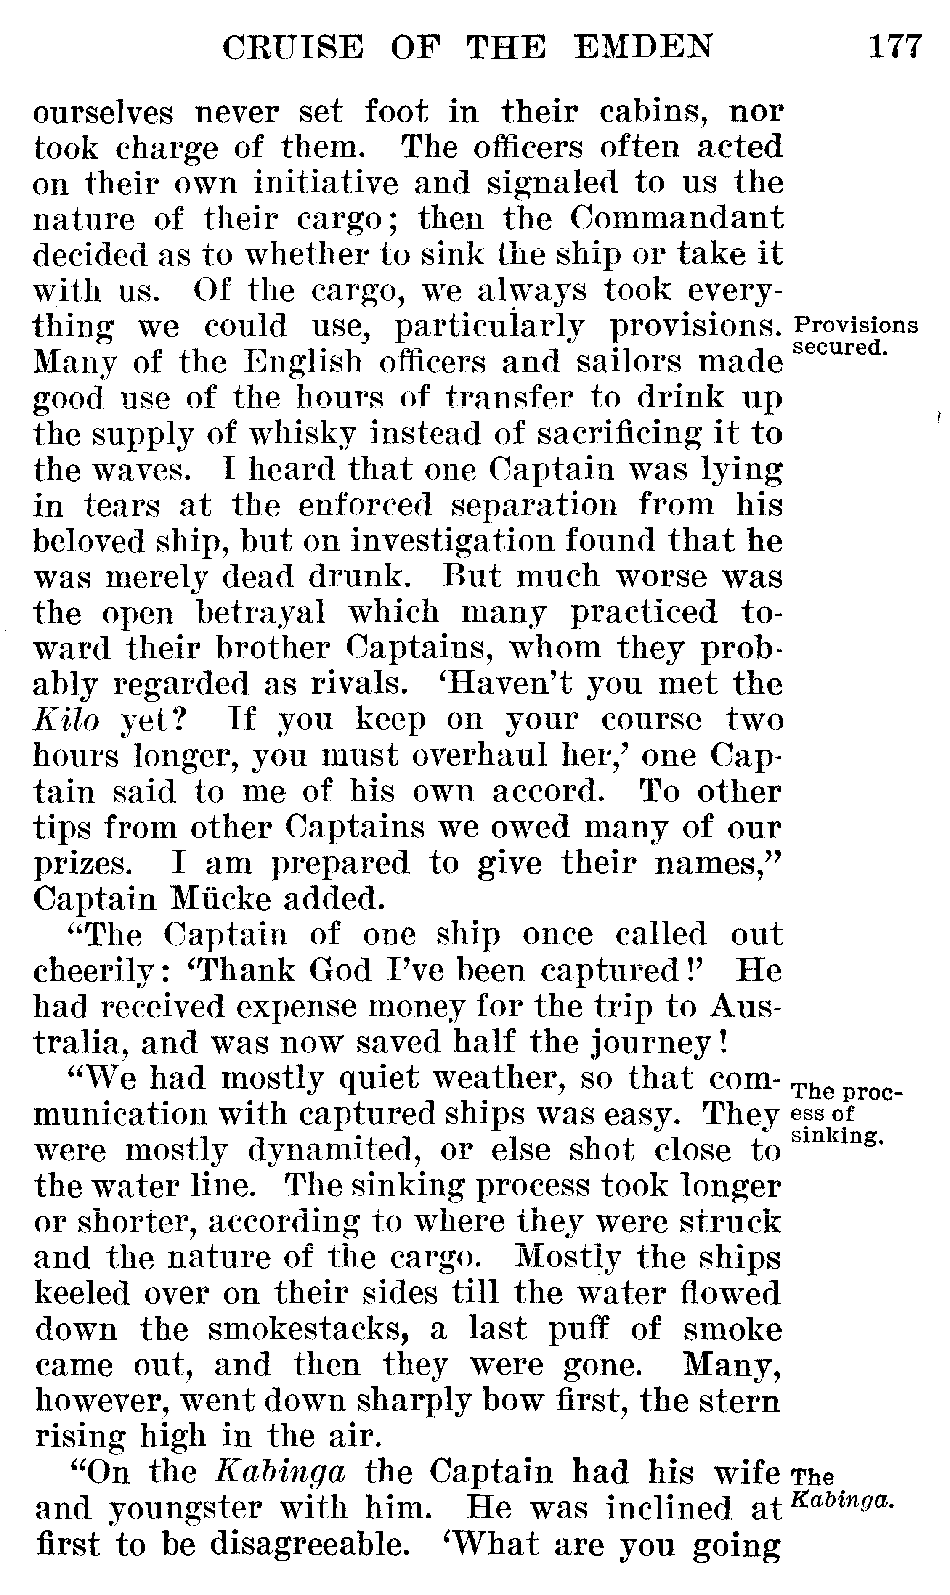 CRUISE OF THE EMDEN 177
ourselves never set foot in their cabins, nor
took charge of them. The officers often acted
on their own initiative and signaled to us the
nature of their cargo; then the Commandant
decided as to whether to sink the ship or take it
with us. Of the cargo, we always took every-
thing we could use, particularly provisions.
Provisions
secured.
Many of the English officers and sailors made
good use of the hours of transfer to drink up
the supply of whisky instead of sacrificing it to
the waves. I heard that one Captain was lying
in tears at the enforced separation from his
beloved ship, but on investigation found that he
was merely dead drunk. But much worse was
the open betrayal which many practiced to-
ward their brother Captains, whom they prob-
ably regarded as rivals. ‘Haven’t you met the
Kilo yet? If you keep on your course two
hours longer, you must overhaul her,’ one Cap-
tain said to me of his own accord. To other
tips from other Captains we owed many of our
prizes. I am prepared to give their names,”
Captain Mücke added.
“The Captain of one ship once called out
cheerily: ‘Thank God I’ve been captured!’ He
had received expense money for the trip to Aus-
tralia, and was now saved half the journey!
“We had mostly quiet weather, so that com-
munication with captured ships was easy. They
were mostly dynamited, or else shot close to
The proc-
ess of
sinking.
the water line. The sinking process took longer
or shorter, according to where they were struck
and the nature of the cargo. Mostly the ships
keeled over on their sides till the water flowed
down the smokestacks, a last puff of smoke
came out, and then they were gone. Many,
however, went down sharply bow first, the stern
rising high in the air.
“On the Kabinga the Captain had his wife
and youngster with him. He was inclined at
The
Kabinga.
first to be disagreeable. ‘What are you going